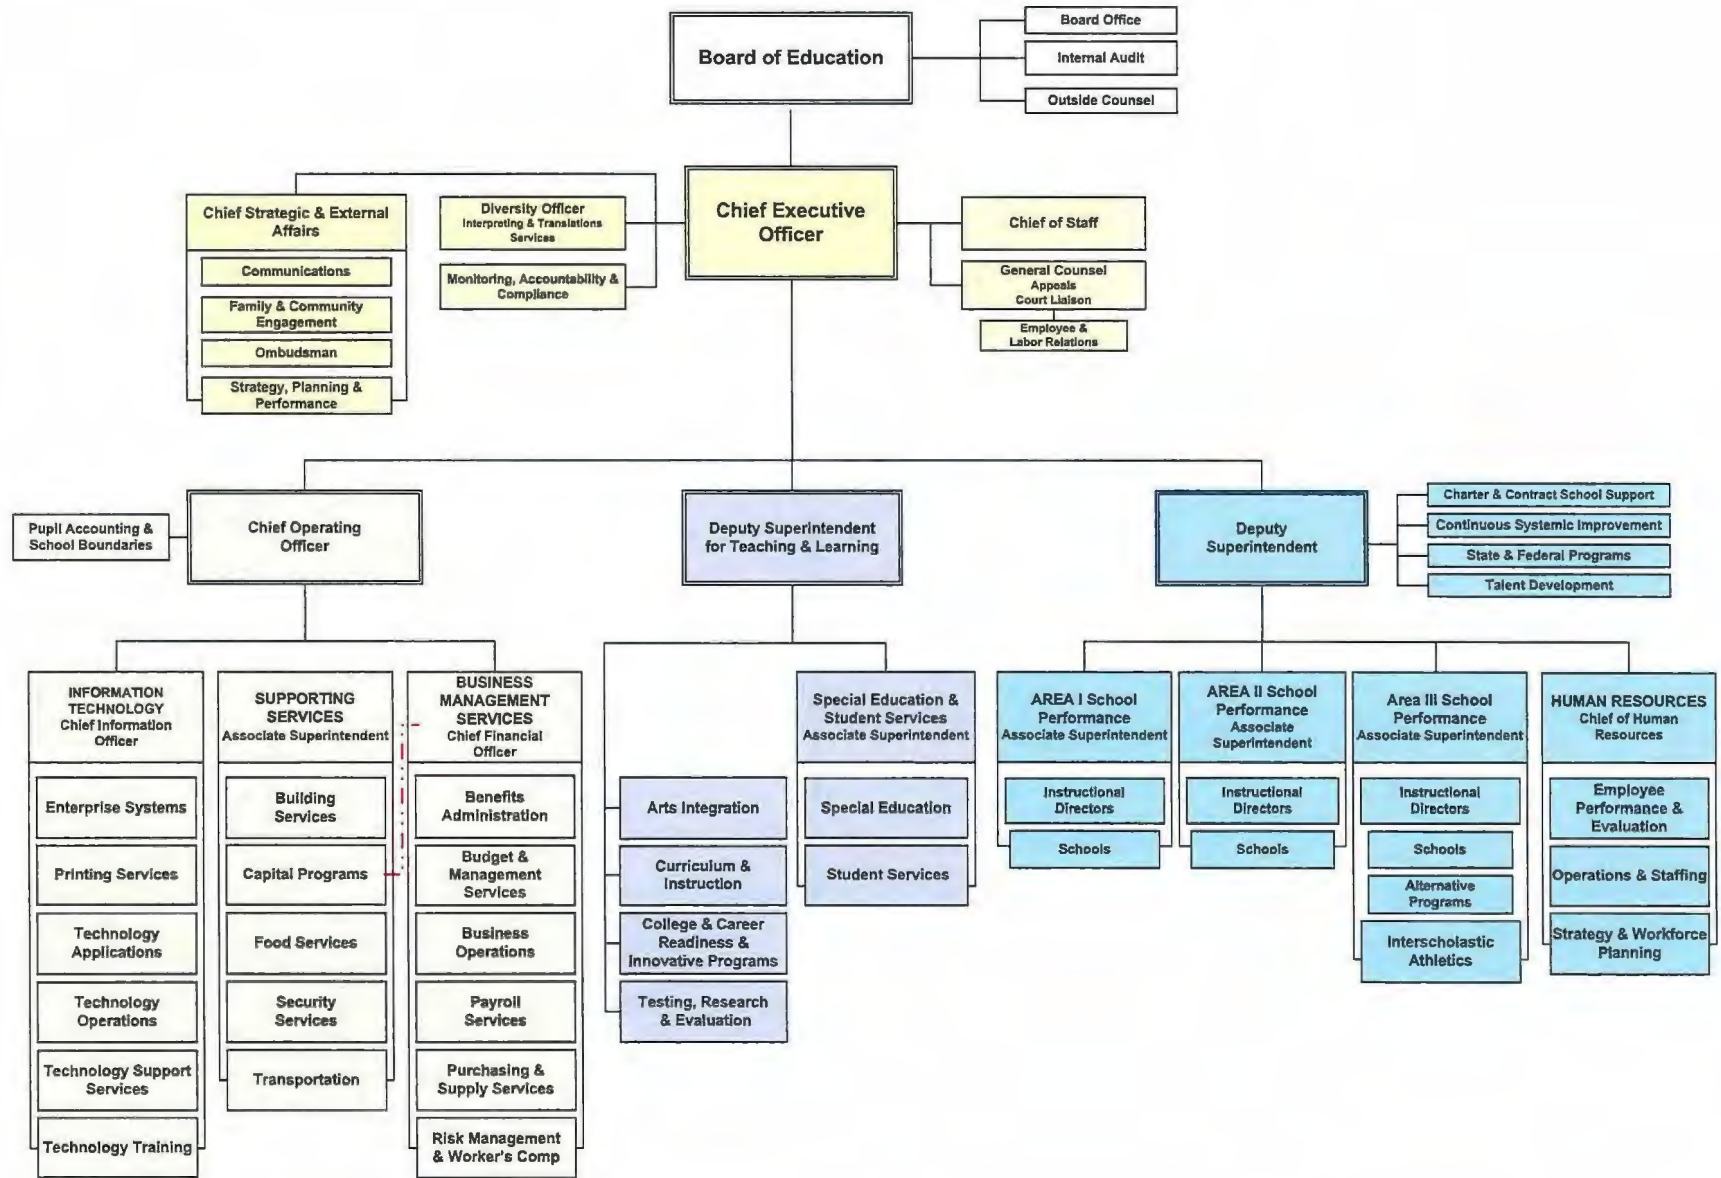 Board of Education
Board Office
Internal Audit
Outside Counsel
Chief Executive
Officer
Chief Strategic & External
Affairs
Communications
Family & Community
Engagement
Ombudsman
Strategy, Planning &
Performance
Diversity Officer
Interpreting & Translations
Services
Monitoring, Accountability &
Compliance
Chief of Staff
General Counsel
Appeals
Court Liaison
Employee &
Labor Relations
Pupil Accounting &
School Boundaries
Chief Operating
Officer
Deputy Superintendent
for Teaching & Learning
Deputy
Superintendent
Charter & Contract School Support
Continuous Systemic Improvement
State & Federal Programs
Talent Development
INFORMATION
TECHNOLOGY
Chief Information
Officer
Enterprise Systems
Printing Services
Technology
Applications
Technology
Operations
Technology Support
Services
Technology Training
SUPPORTING
SERVICES
Associate Superintendent
Building
Services
Capital Programs
Food Services
Security
Services
Transportation
BUSINESS
MANAGEMENT
SERVICES
Chief Financial
Officer
Benefits
Administration
Budget &
Management
Services
Business
Operations
Payroll
Services
Purchasing &
Supply Services
Risk Management
& Worker's Comp
Arts Integration
Curriculum &
Instruction
College & Career
Readiness &
Innovative Programs
Testing, Research
& Evaluation
Special Education &
Student Services
Associate Superintendent
Special Education
Student Services
AREA I School
Performance
Associate Superintendent
Instructional
Directors
Schools
AREA II School
Performance
Associate
Superintendent
Instructional
Directors
Schools
Area III School
Performance
Associate Superintendent
Instructional
Directors
Schools
Alternative
Programs
Interscholastic
Athletics
HUMAN RESOURCES
Chief of Human
Resources
Employee
Performance &
Evaluation
Operations & Staffing
Strategy & Workforce
Planning